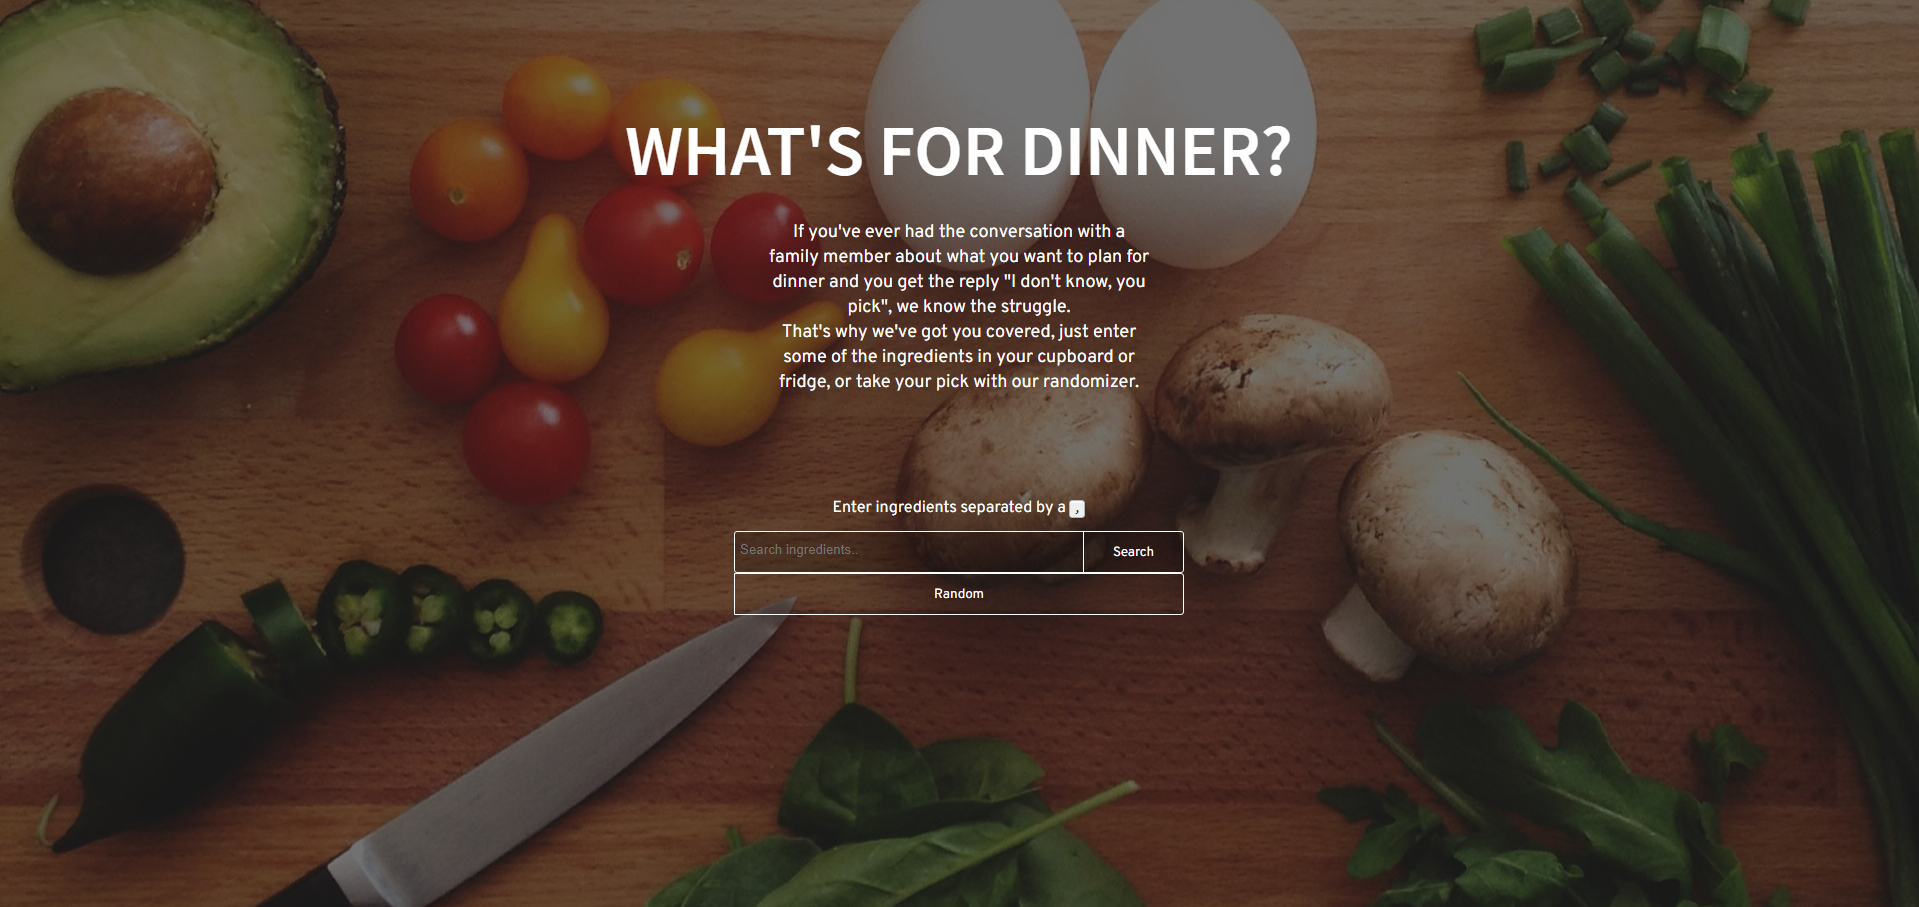 WHAT'S FOR DINNER?
If you've ever had the conversation with a
family member about what you want to plan for
dinner and you get the reply "I don't know, you
pick", we know the struggle.
That's why we've got you covered, just enter
some of the ingredients in your cupboard or
fridge, or take your pick with our randomizer.
Enter ingredients separated by a ,
Search ingredients..
Search
Random